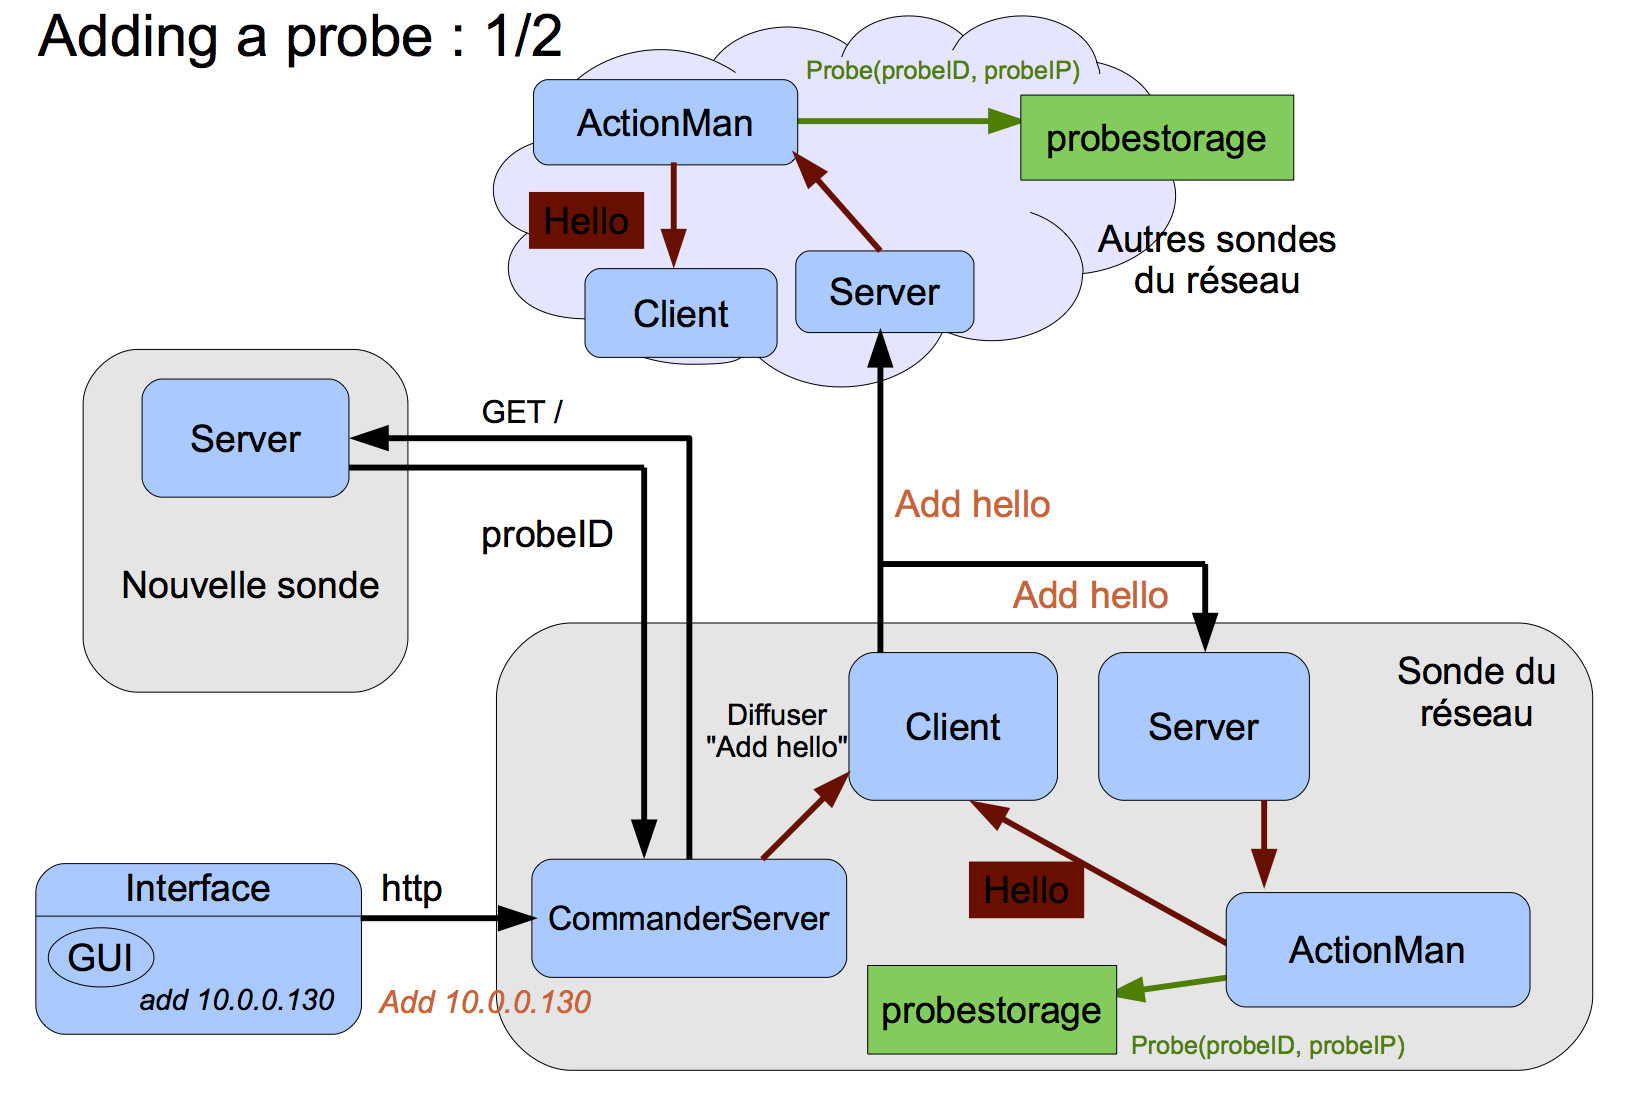 Adding a probe : 1/2
Probe(probeID, probeIP)
ActionMan
probestorage
Hello
Autres sondes
du réseau
Server
Client
GET /
Server
probeID
Add hello
Nouvelle sonde
Add hello
Sonde du
réseau
Diffuser
"Add hello"
Client
Server
Interface
http
Hello
CommanderServer
GUI
ActionMan
add 10.0.0.130
Add 10.0.0.130
probestorage
Probe(probeID, probeIP)